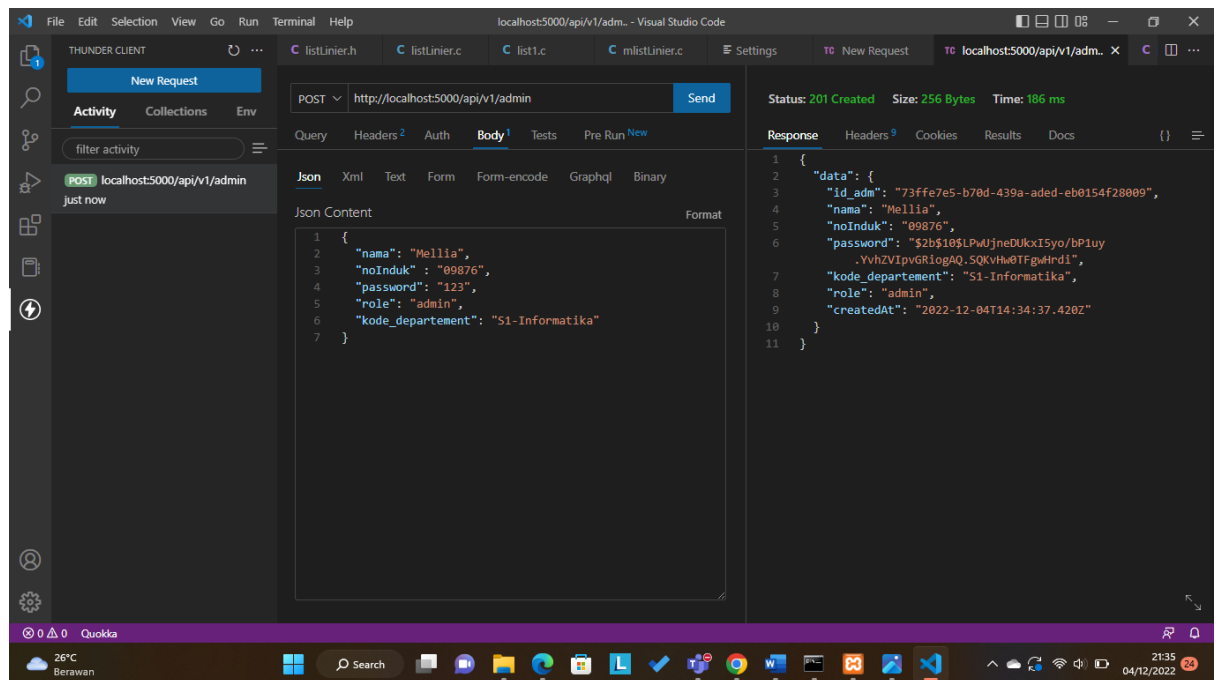 File Edit Selection View Go Run Terminal Help
localhost:5000/api/v1/adm.. - Visual Studio Code
THUNDER CLIENT
New Request
Activity Collections Env
filter activity
POST localhost:5000/api/v1/admin
just now
C listLinier.h C listLinier.c C list1.c C mlistLinier.c Settings TC New Request TC localhost:5000/api/v1/adm.. C
POST http://localhost:5000/api/v1/admin Send
Query Headers 2 Auth Body 1 Tests Pre Run New
Json Xml Text Form Form-encode Graphql Binary
Json Content Format
1 {
2 "nama": "Mellia",
3 "noInduk" : "09876",
4 "password": "123",
5 "role": "admin",
6 "kode_departement": "S1-Informatika"
7 }
Status: 201 Created Size: 256 Bytes Time: 186 ms
Response Headers 9 Cookies Results Docs {}
1 {
2 "data": {
3 "id_adm": "73ffe7e5-b70d-439a-aded-eb0154f28009",
4 "nama": "Mellia",
5 "noInduk": "09876",
6 "password": "$2b$10$LPwUjneDUkxI5yo/bP1uy
.YvhZVIpvGRiogAQ.SQKvHw0TFgwHrdi",
7 "kode_departement": "S1-Informatika",
8 "role": "admin",
9 "createdAt": "2022-12-04T14:34:37.420Z"
10 }
11 }
1
0 0 Quokka
26°C
Berawan
Search
21:35
04/12/2022
24